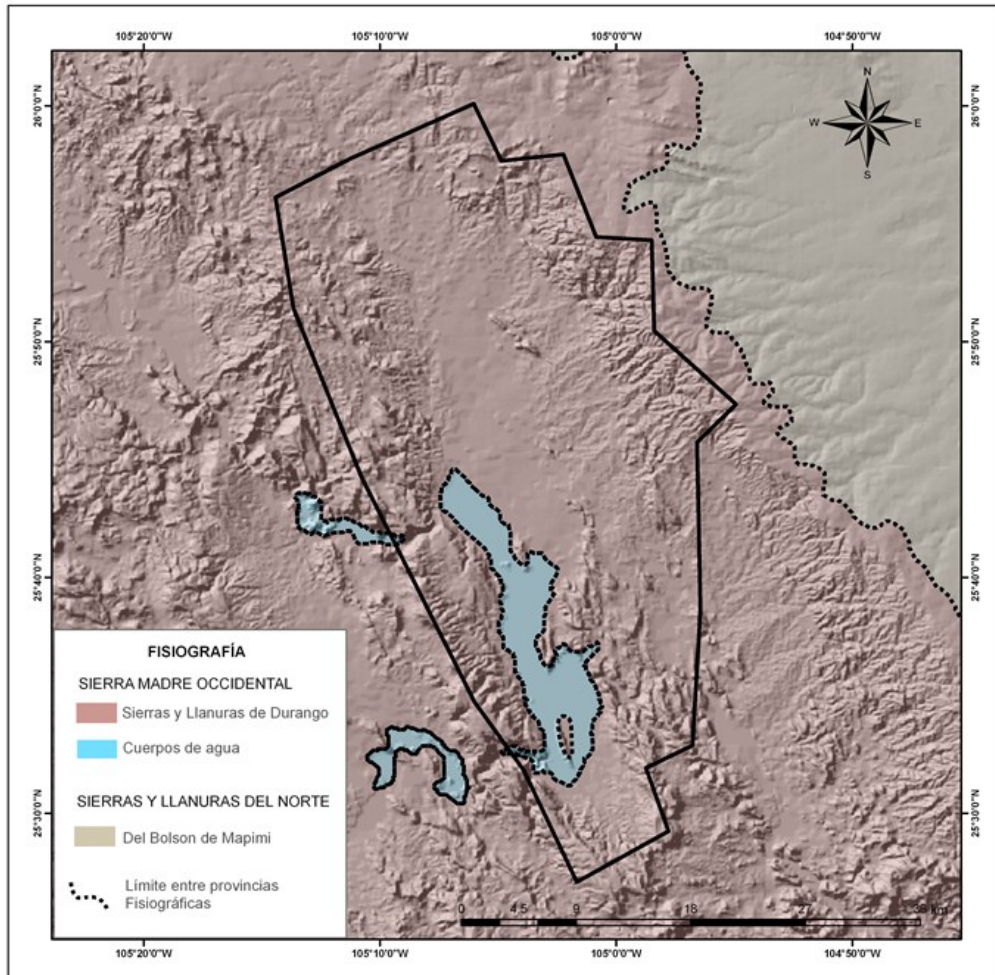 105°20'0"W 105°10'0"W 105°0'0"W 104°50'0"W
26°0'0"N
26°0'0"N
N
W E
S
25°50'0"N
25°50'0"N
25°40'0"N
25°40'0"N
25°30'0"N
25°30'0"N
FISIOGRAFÍA
SIERRA MADRE OCCIDENTAL
Sierras y Llanuras de Durango
Cuerpos de agua
SIERRAS Y LLANURAS DEL NORTE
Del Bolson de Mapimi
Límite entre provincias
Fisiográficas
0 4.5 9 18 27 36 km
105°20'0"W 105°10'0"W 105°0'0"W 104°50'0"W